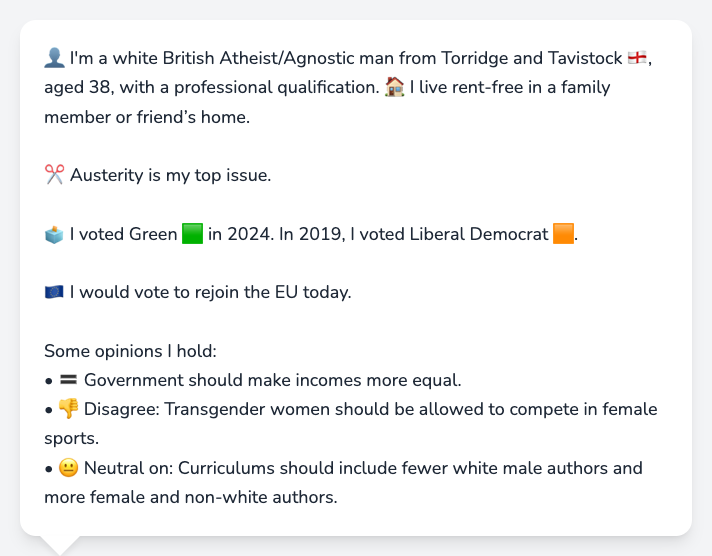 👤 I'm a white British Atheist/Agnostic man from Torridge and Tavistock 🏴󠁧󠁢󠁥󠁮󠁧󠁿,
aged 38, with a professional qualification. 🏠 I live rent-free in a family
member or friend’s home.
✂️ Austerity is my top issue.
🗳️ I voted Green 🟩 in 2024. In 2019, I voted Liberal Democrat 🟧.
🇪🇺 I would vote to rejoin the EU today.
Some opinions I hold:
• 🟰 Government should make incomes more equal.
• 👎 Disagree: Transgender women should be allowed to compete in female
sports.
• 😐 Neutral on: Curriculums should include fewer white male authors and
more female and non-white authors.